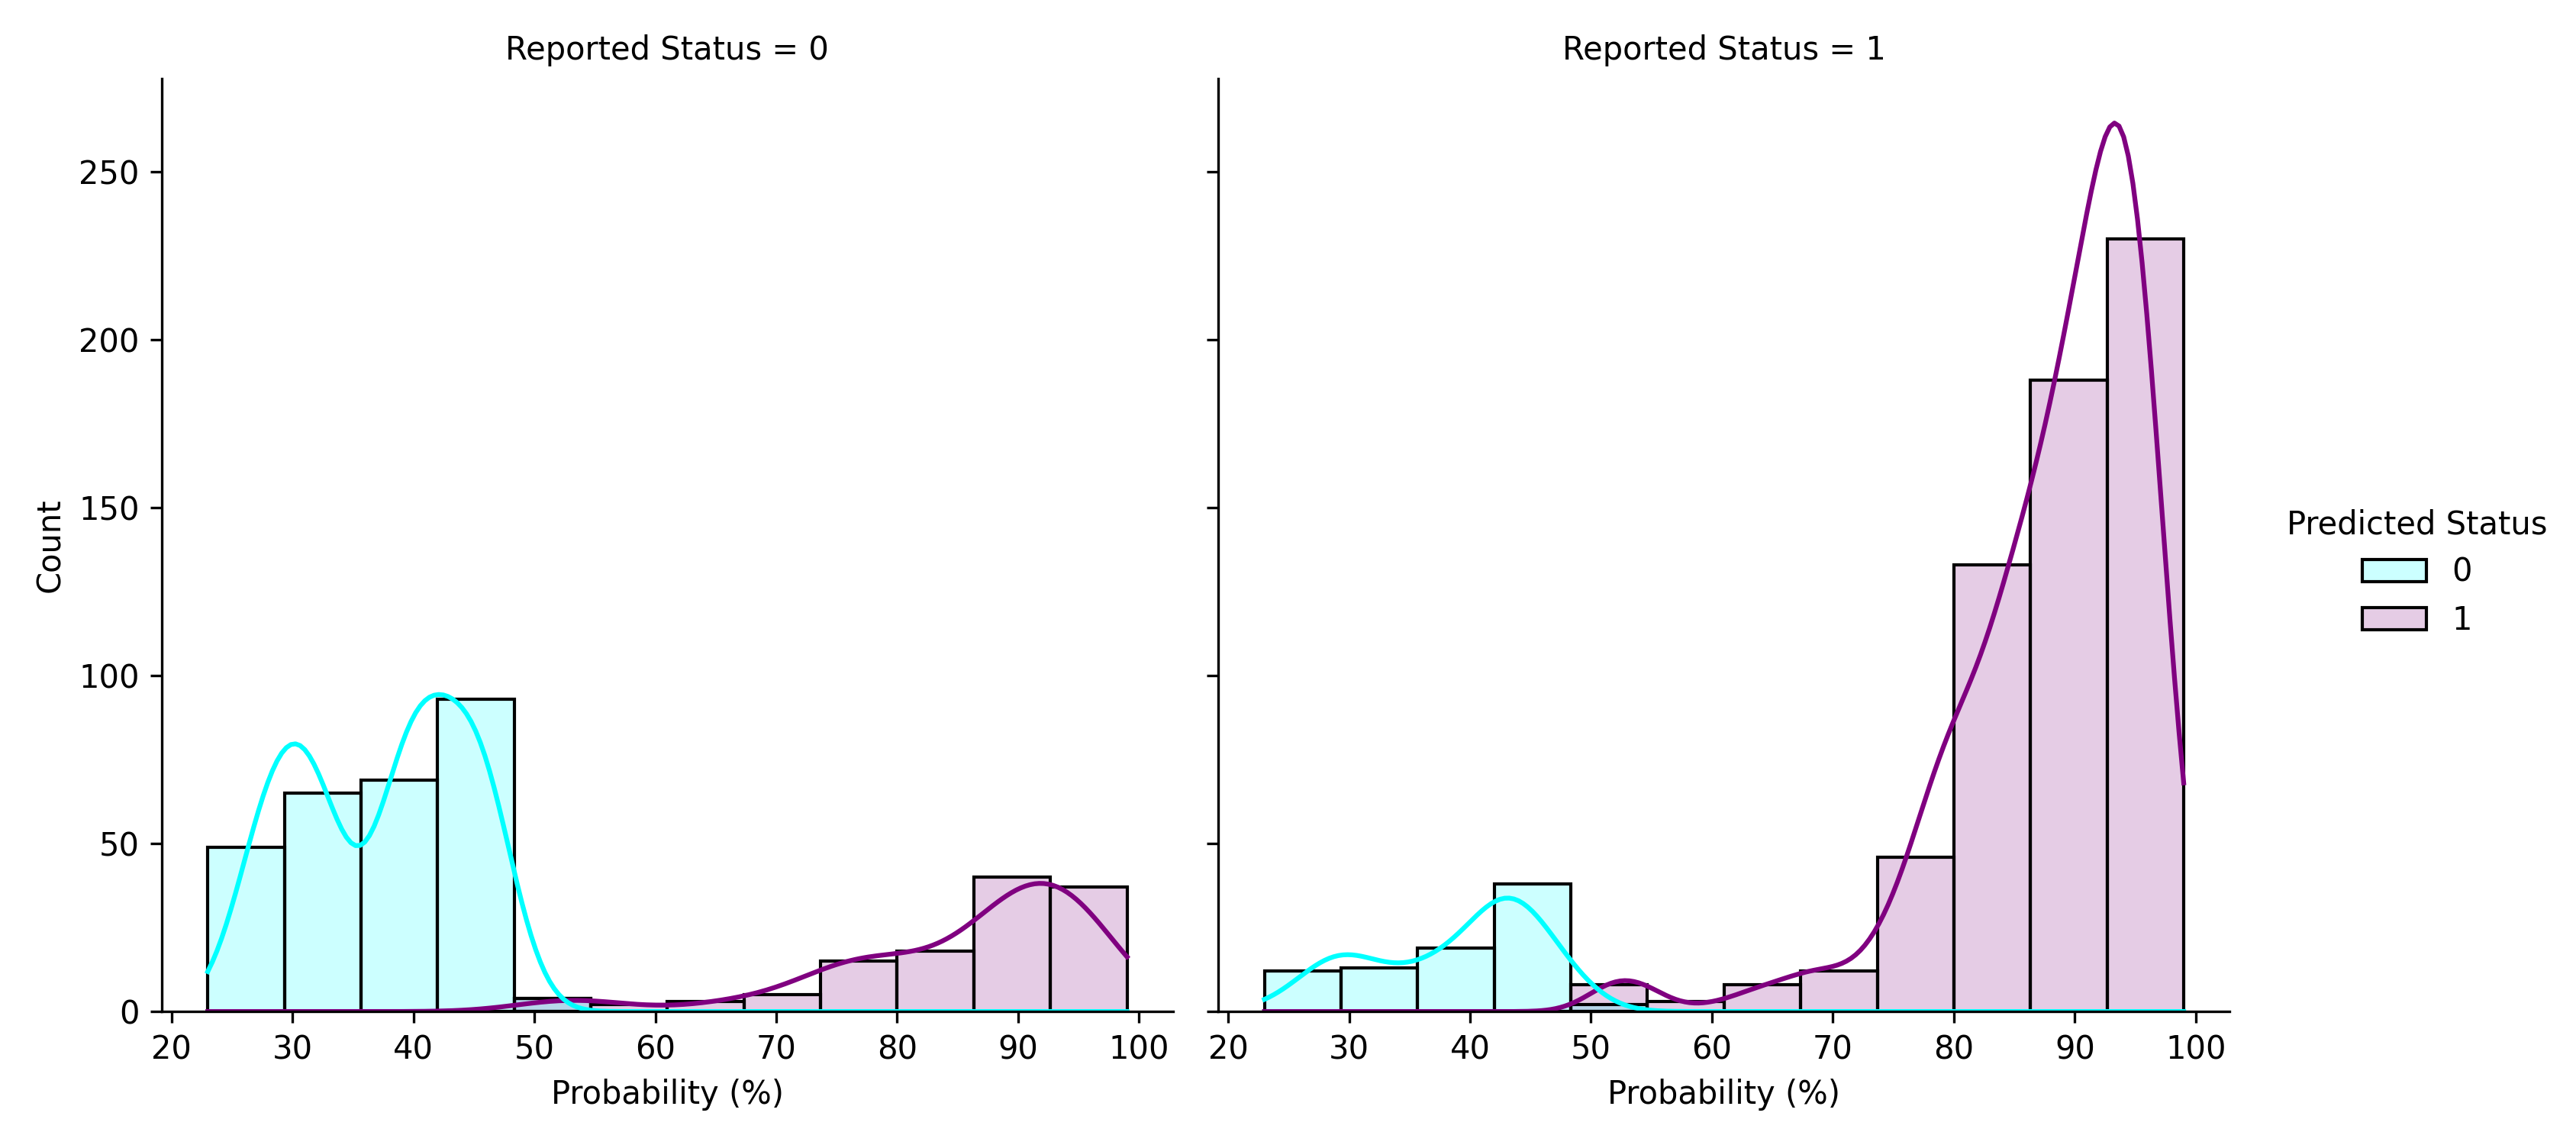 Reported Status = 0
Reported Status = 1
250
200
150
100
50
0
Count
20 30 40 50 60 70 80 90 100
20 30 40 50 60 70 80 90 100
Probability (%)
Probability (%)
Predicted Status
0
1